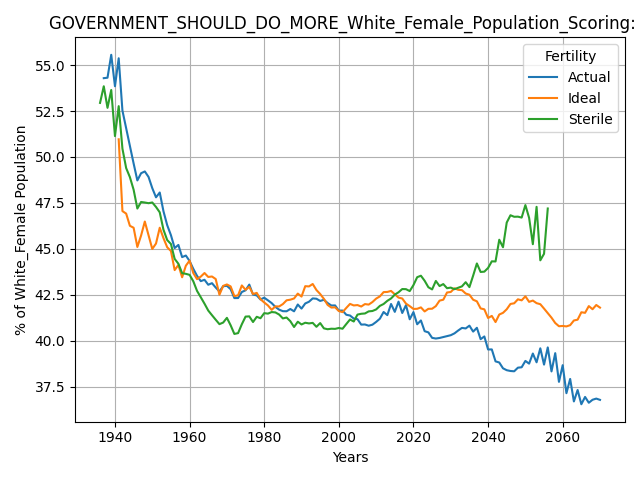 GOVERNMENT_SHOULD_DO_MORE_White_Female_Population_Scoring:
Fertility
Actual
Ideal
Sterile
% of White_Female Population
55.0
52.5
50.0
47.5
45.0
42.5
40.0
37.5
1940 1960 1980 2000 2020 2040 2060
Years